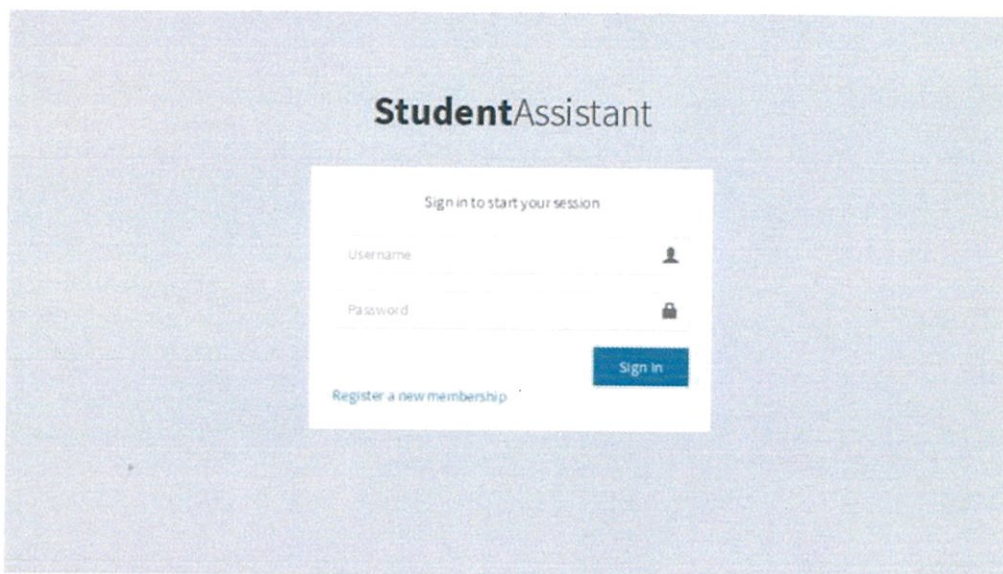 StudentAssistant
Sign in to start your session
Username
Password
Sign In
Register a new membership